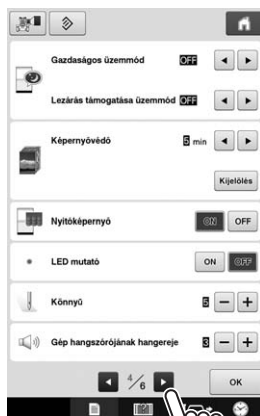 Gazdaságos üzemmód OFF
Lezárás támogatása üzemmód OFF
Képernyővédő 5 min
Kijelölés
Nyitóképernyő ON OFF
LED mutató ON OFF
Könnyű 5 − +
Gép hangszórójának hangereje 3 − +
4/6 OK